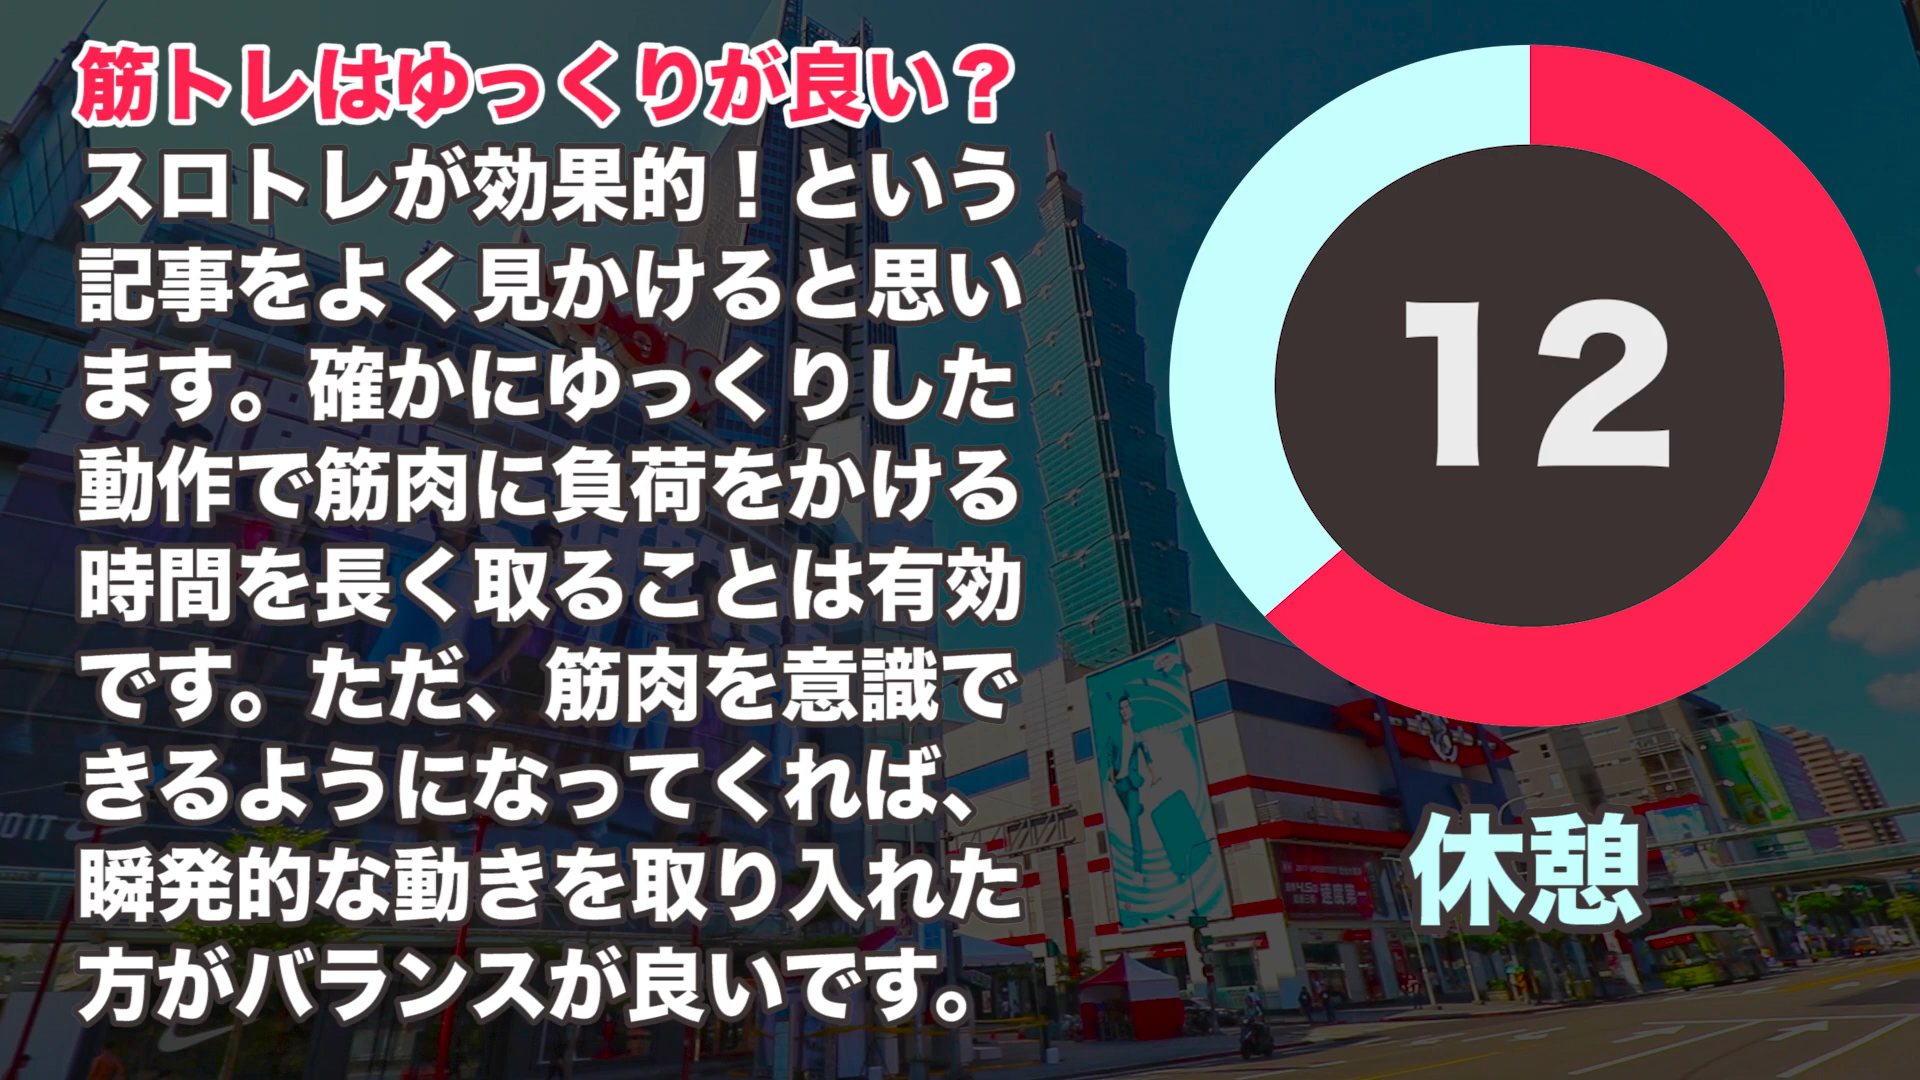 筋トレはゆっくりが良い？
スロトレが効果的！という
記事をよく見かけると思い
ます。確かにゆっくりした
動作で筋肉に負荷をかける
時間を長く取ることは有効
です。ただ、筋肉を意識で
きるようになってくれば、
瞬発的な動きを取り入れた
方がバランスが良いです。
12
休憩
速度第一